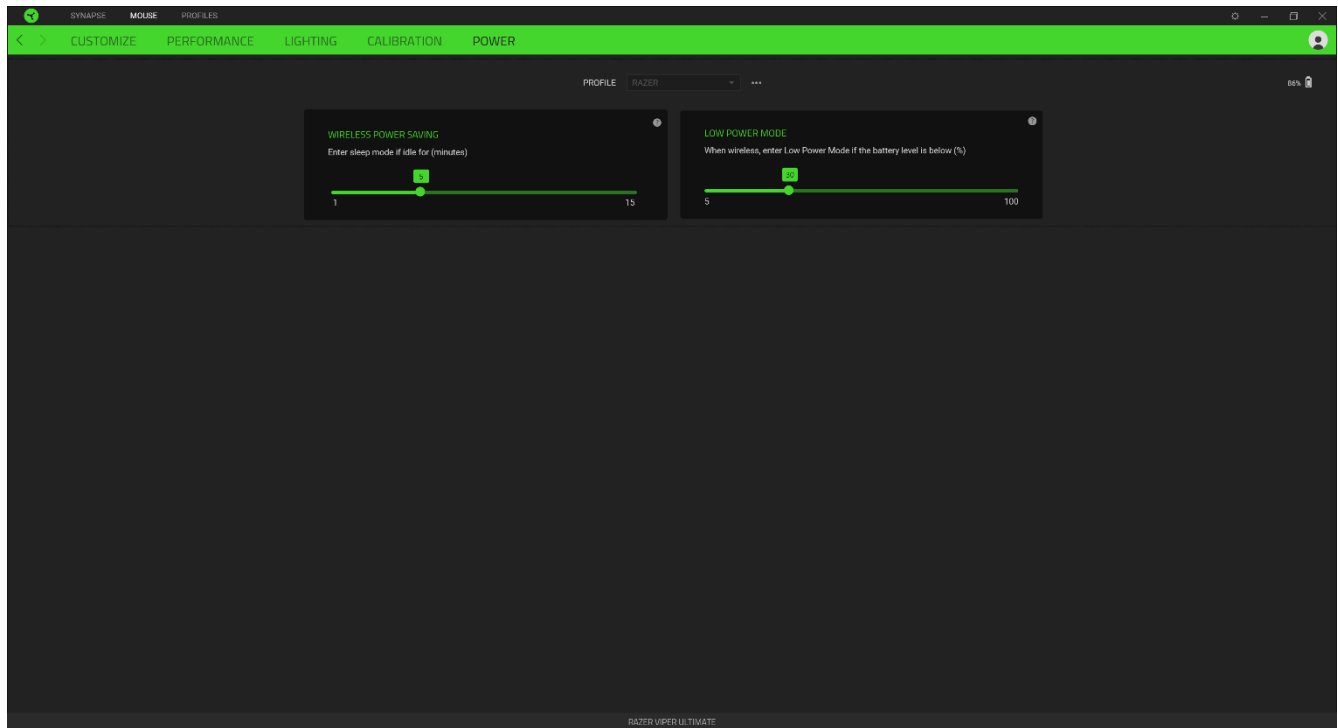 SYNAPSE MOUSE PROFILES
CUSTOMIZE PERFORMANCE LIGHTING CALIBRATION POWER
PROFILE RAZER
86%
WIRELESS POWER SAVING
Enter sleep mode if idle for (minutes)
5
1 15
LOW POWER MODE
When wireless, enter Low Power Mode if the battery level is below (%)
30
5 100
RAZER VIPER ULTIMATE